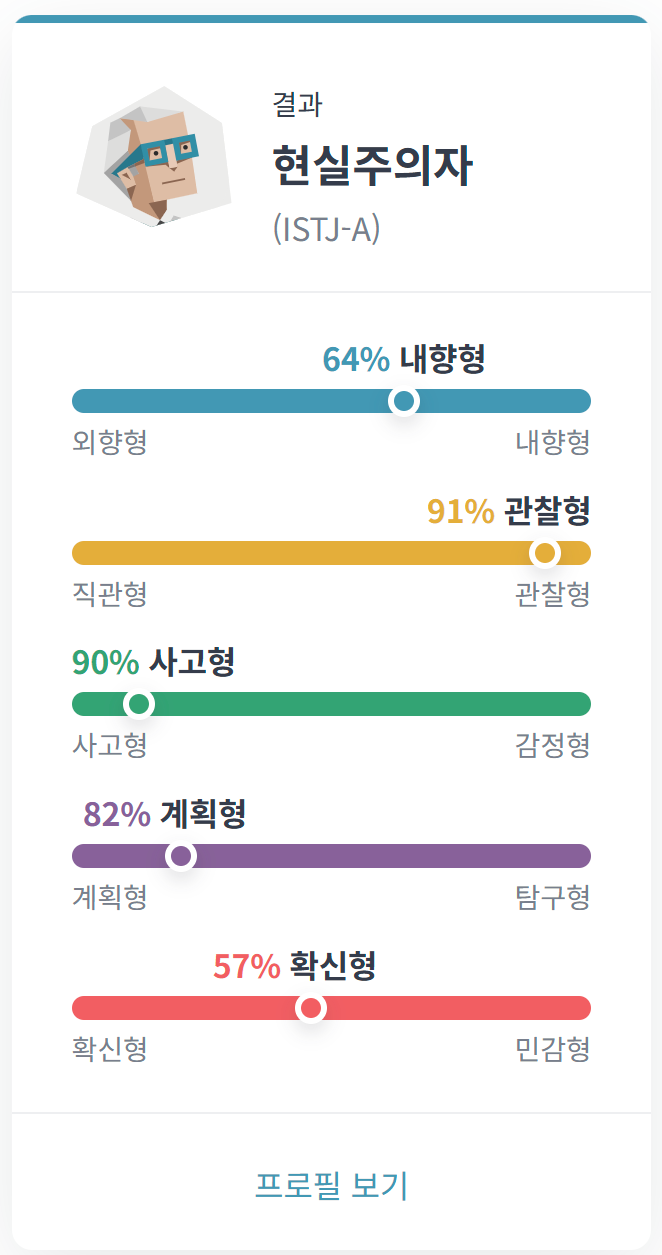 결과
현실주의자
(ISTJ-A)
64% 내향형
외향형 내향형
91% 관찰형
직관형 관찰형
90% 사고형
사고형 감정형
82% 계획형
계획형 탐구형
57% 확신형
확신형 민감형
프로필 보기